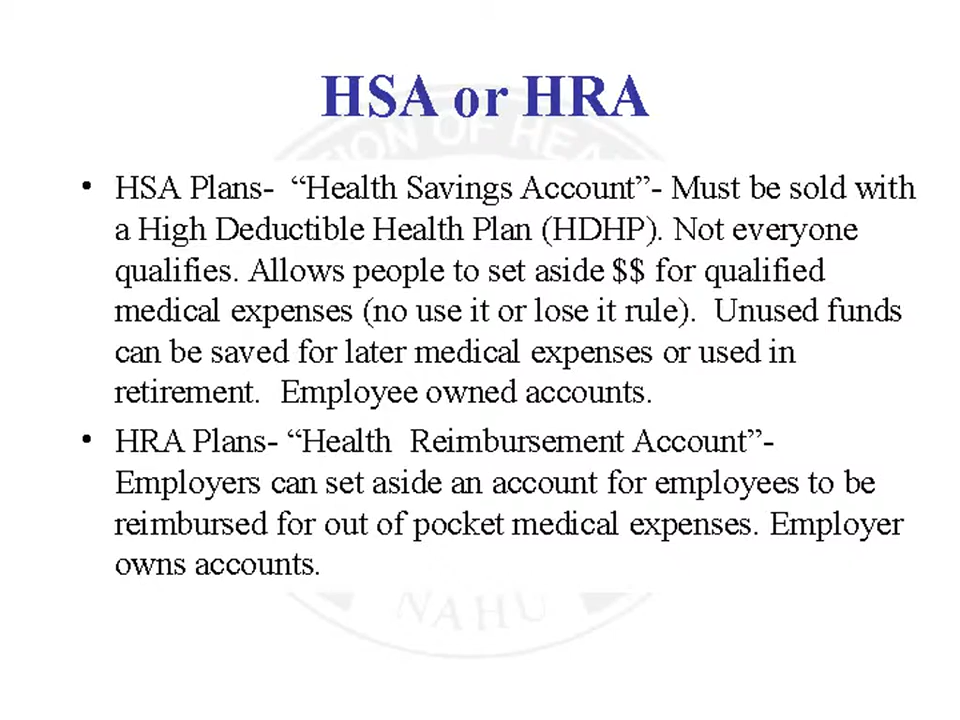 HSA or HRA
• HSA Plans-  “Health Savings Account”- Must be sold with
a High Deductible Health Plan (HDHP). Not everyone
qualifies. Allows people to set aside $$ for qualified
medical expenses (no use it or lose it rule).  Unused funds
can be saved for later medical expenses or used in
retirement.  Employee owned accounts.
• HRA Plans- “Health  Reimbursement Account”-
Employers can set aside an account for employees to be
reimbursed for out of pocket medical expenses. Employer
owns accounts.
NAHU